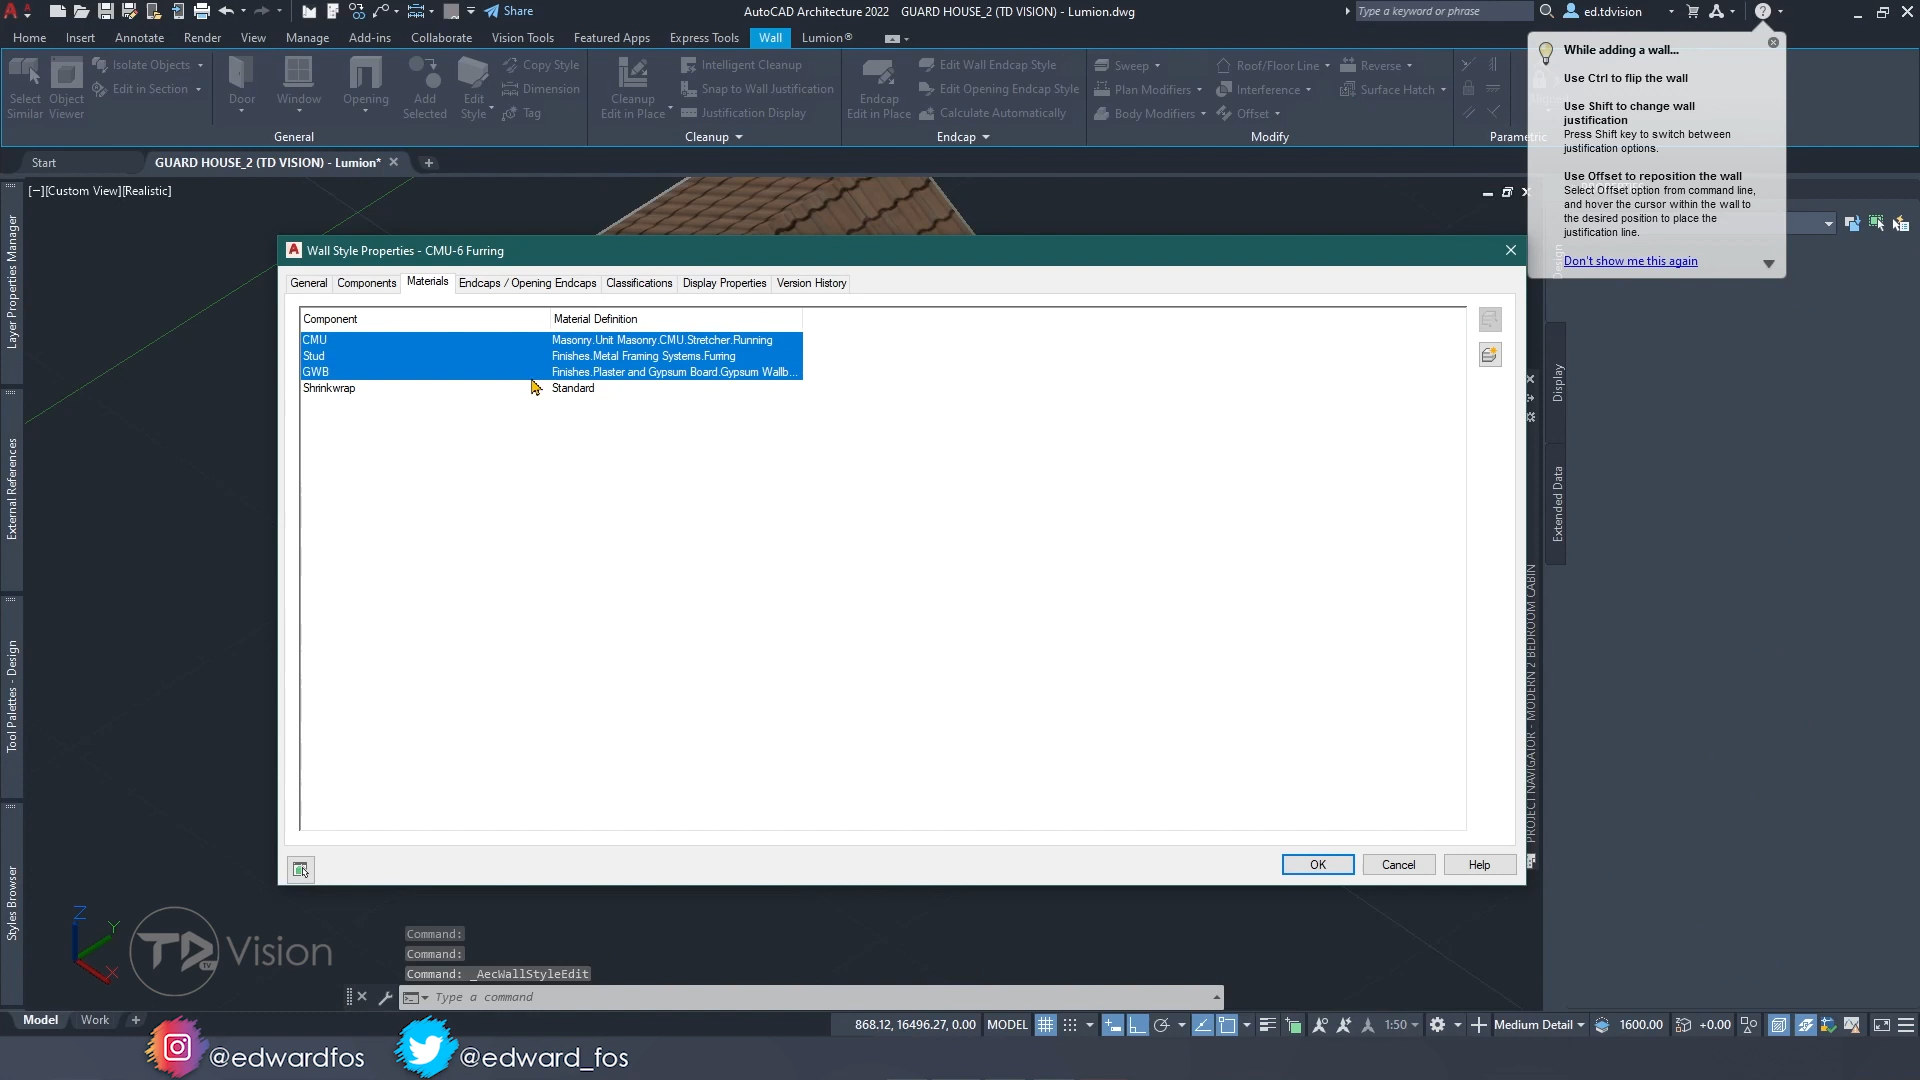 Share
AutoCAD Architecture 2022 GUARD HOUSE_2 (TD VISION) - Lumion.dwg
Type a keyword or phrase
ed.tdvision
Home Insert Annotate Render View Manage Add-ins Collaborate Vision Tools Featured Apps Express Tools Wall Lumion®
Select Similar
Object Viewer
Isolate Objects
Edit in Section
General
Door
Window
Opening
Add Selected
Edit Style
Copy Style
Dimension
Tag
Cleanup Edit in Place
Intelligent Cleanup
Snap to Wall Justification
Justification Display
Cleanup
Endcap Edit in Place
Edit Wall Endcap Style
Edit Opening Endcap Style
Calculate Automatically
Endcap
Sweep
Plan Modifiers
Body Modifiers
Roof/Floor Line
Interference
Offset
Reverse
Surface Hatch
Modify
Parametric
While adding a wall...
Use Ctrl to flip the wall
Use Shift to change wall
justification
Press Shift key to switch between
justification options.
Use Offset to reposition the wall
Select Offset option from command line,
and hover the cursor within the wall to
the desired position to place the
justification line.
Don't show me this again
Start
GUARD HOUSE_2 (TD VISION) - Lumion*
[−][Custom View][Realistic]
Layer Properties Manager
External References
Tool Palettes - Design
Styles Browser
Wall Style Properties - CMU-6 Furring
General Components Materials Endcaps / Opening Endcaps Classifications Display Properties Version History
Component Material Definition
CMU Masonry.Unit Masonry.CMU.Stretcher.Running
Stud Finishes.Metal Framing Systems.Furring
GWB Finishes.Plaster and Gypsum Board.Gypsum Wallb...
Shrinkwrap Standard
OK Cancel Help
Design
Display
Extended Data
PROJECT NAVIGATOR - MODERN 2 BEDROOM CABIN
Z
Y
X
TD Vision
TV
Command:
Command:
Command: _AecWallStyleEdit
Type a command
Model Work
868.12, 16496.27, 0.00 MODEL 1:50 Medium Detail 1600.00 +0.00
@edwardfos @edward_fos